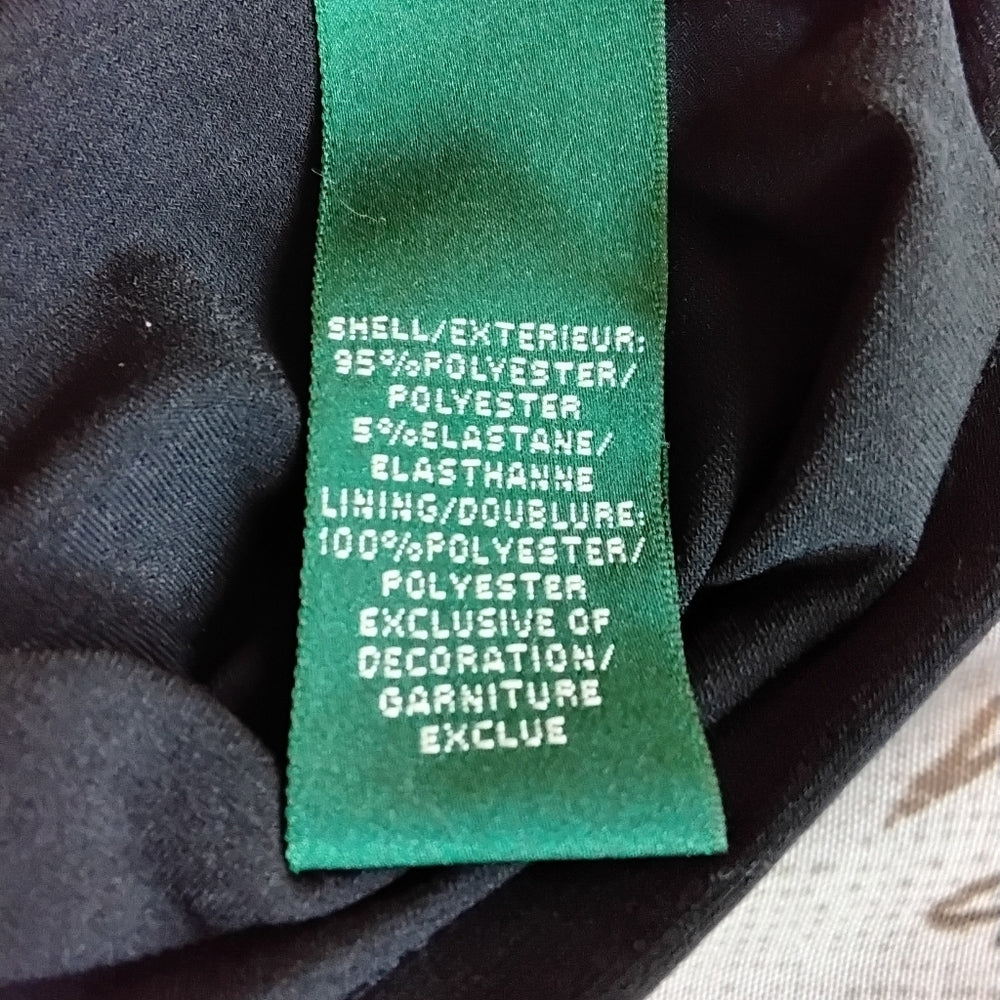 SHELL/EXTERIEUR:
95%POLYESTER/
POLYESTER
5%ELASTANE/
ELASTHANNE
LINING/DOUBLURE:
100%POLYESTER/
POLYESTER
EXCLUSIVE OF
DECORATION/
GARNITURE
EXCLUE